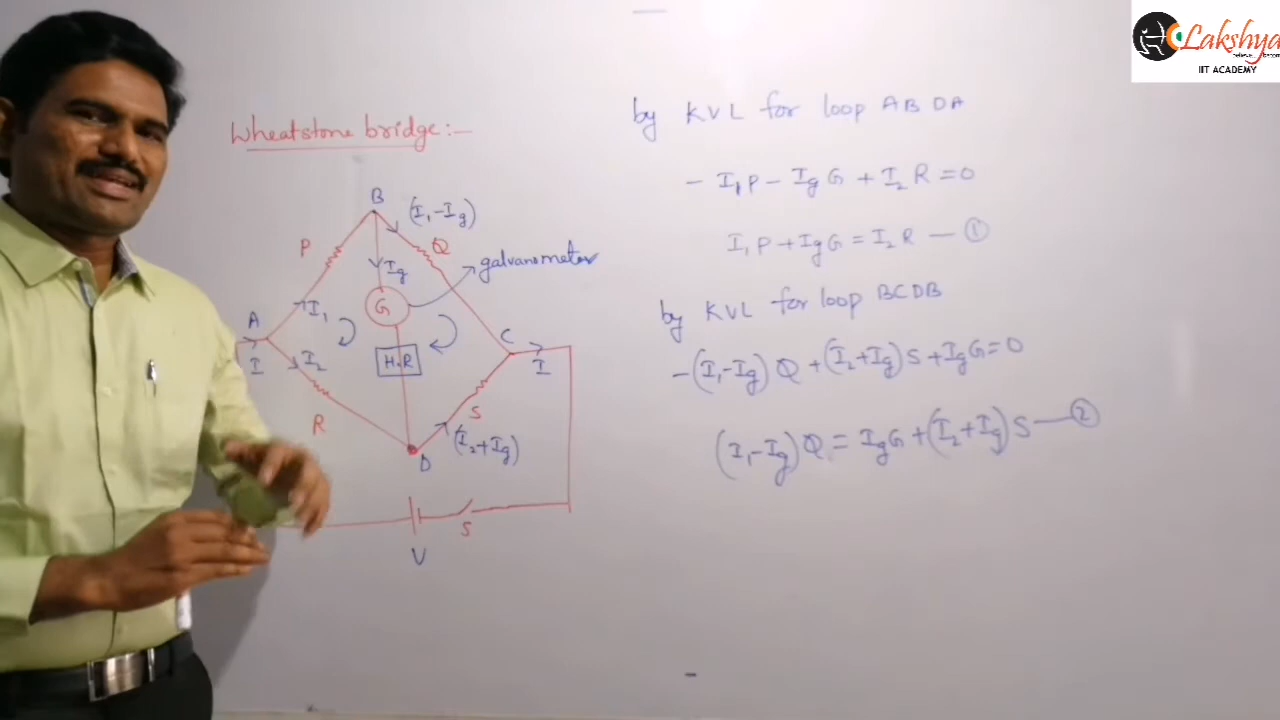 Lakshya
IIT ACADEMY
Wheatstone bridge:-
B
(I₁-Ig)
P
Q
Ig
galvanometer
G
I₁
A
I
I₂
H.R
C
I
R
S
D
(I₂+Ig)
S
V
by KVL for loop ABDA
- I₁P - IgG + I₂R = 0
I₁P + IgG = I₂R — ①
by KVL for loop BCDB
-(I₁-Ig)Q + (I₂+Ig)S + IgG = 0
(I₁-Ig)Q = IgG + (I₂+Ig)S — ②